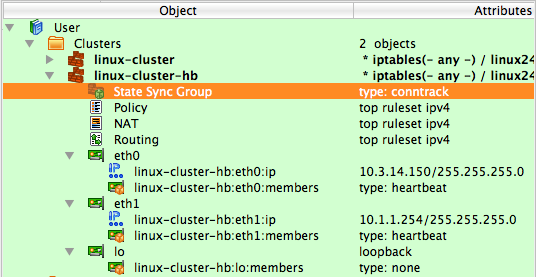 Object Attributes
User
Clusters 2 objects
linux-cluster * iptables(- any -) / linux24
linux-cluster-hb * iptables(- any -) / linux24
State Sync Group type: conntrack
Policy top ruleset ipv4
NAT top ruleset ipv4
Routing top ruleset ipv4
eth0
IP linux-cluster-hb:eth0:ip 10.3.14.150/255.255.255.0
linux-cluster-hb:eth0:members type: heartbeat
eth1
IP linux-cluster-hb:eth1:ip 10.1.1.254/255.255.255.0
linux-cluster-hb:eth1:members type: heartbeat
lo loopback
linux-cluster-hb:lo:members type: none